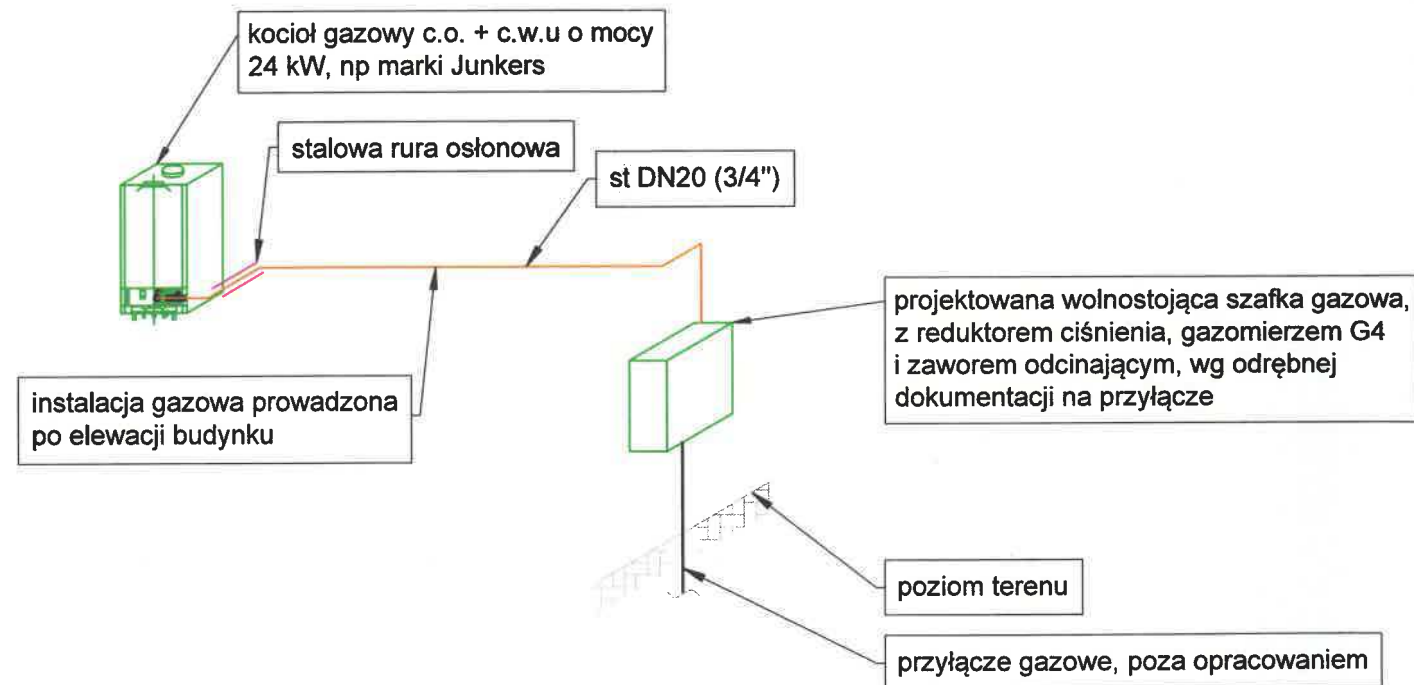 kocioł gazowy c.o. + c.w.u o mocy
24 kW, np marki Junkers
stalowa rura osłonowa
st DN20 (3/4")
projektowana wolnostojąca szafka gazowa,
z reduktorem ciśnienia, gazomierzem G4
i zaworem odcinającym, wg odrębnej
dokumentacji na przyłącze
instalacja gazowa prowadzona
po elewacji budynku
poziom terenu
przyłącze gazowe, poza opracowaniem